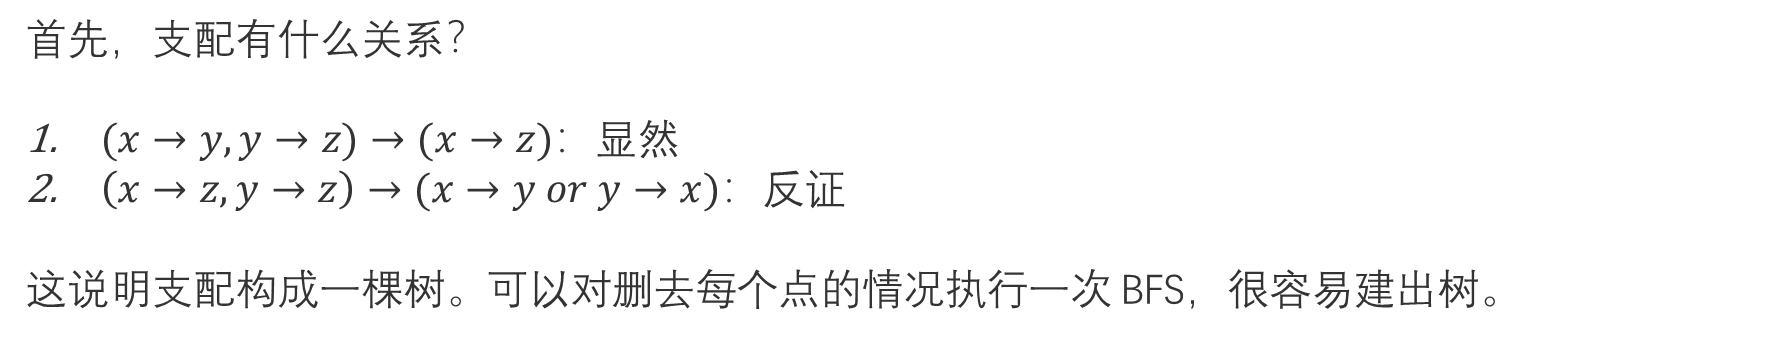 首先，支配有什么关系？
1. (x → y, y → z) → (x → z)：显然
2. (x → z, y → z) → (x → y or y → x)：反证
这说明支配构成一棵树。可以对删去每个点的情况执行一次 BFS，很容易建出树。